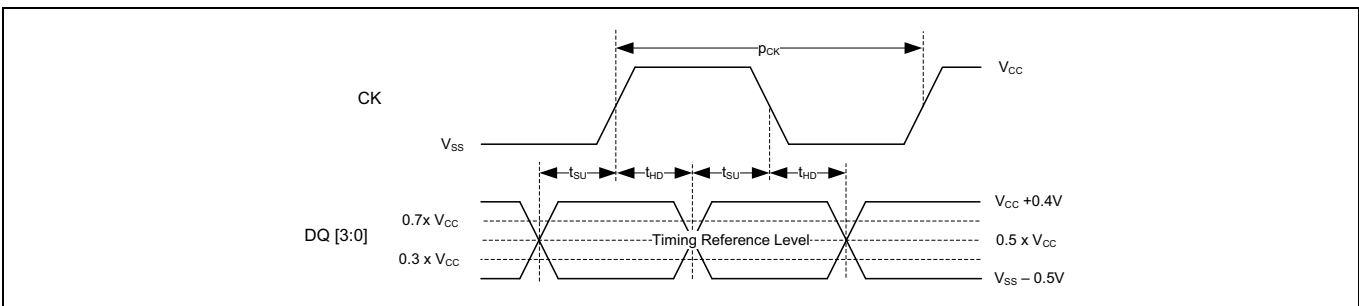 pCK
VCC
CK
VSS
tSU tHD tSU tHD
VCC +0.4V
0.7x VCC
DQ [3:0] Timing Reference Level 0.5 x VCC
0.3 x VCC
VSS – 0.5V